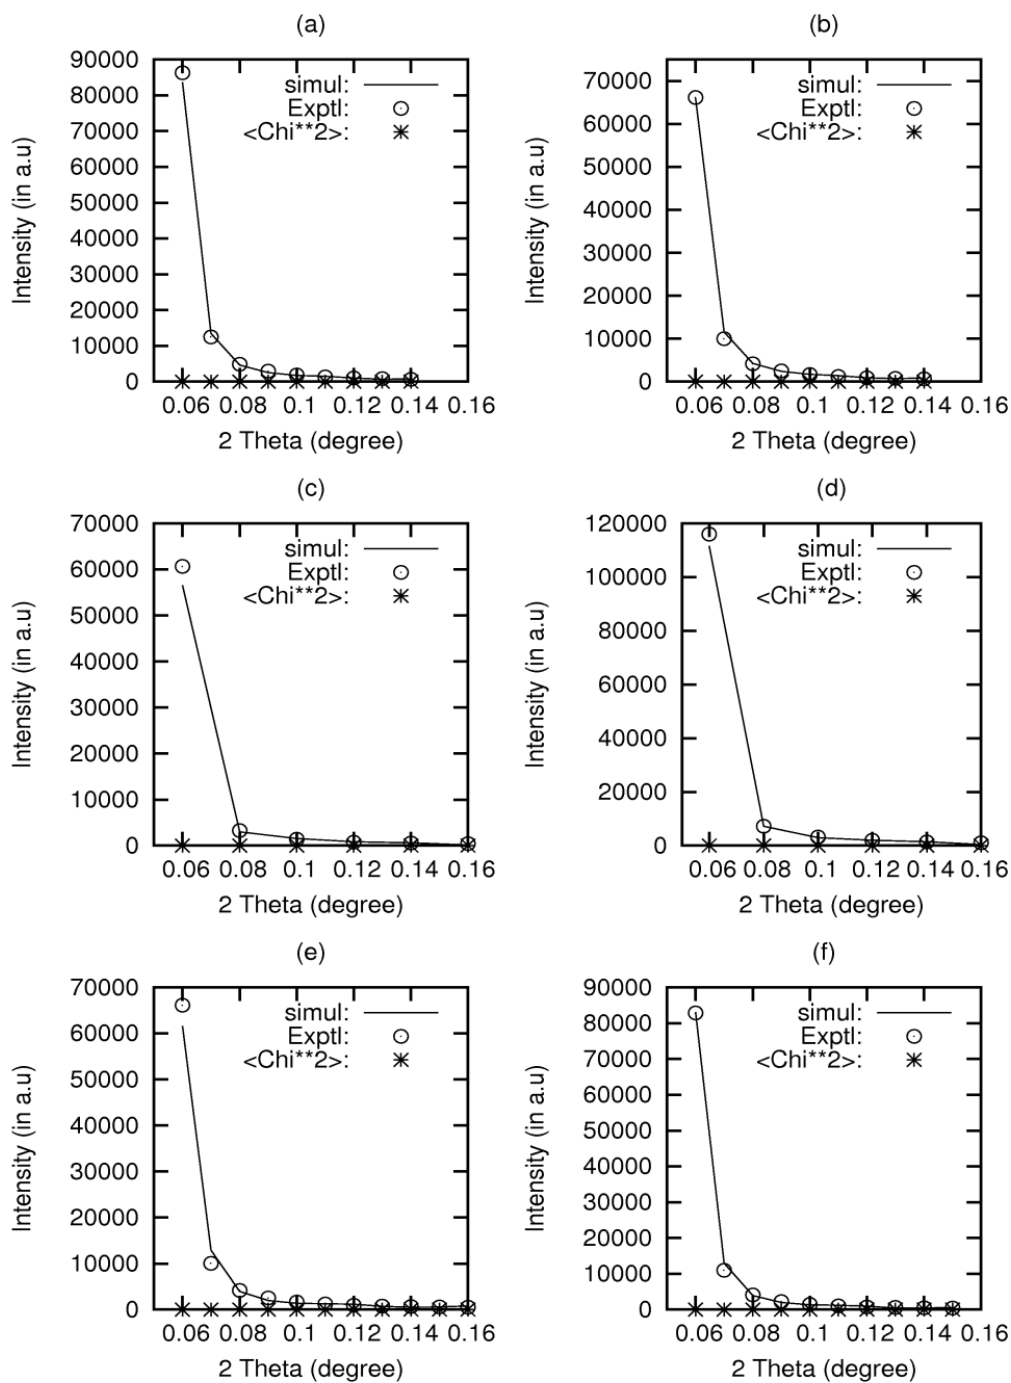 (a)
90000
80000
70000
60000
50000
40000
30000
20000
10000
0
Intensity (in a.u)
simul:
Exptl:
<Chi**2>:
0.06 0.08 0.1 0.12 0.14 0.16
2 Theta (degree)
(b)
70000
60000
50000
40000
30000
20000
10000
0
Intensity (in a.u)
simul:
Exptl:
<Chi**2>:
0.06 0.08 0.1 0.12 0.14 0.16
2 Theta (degree)
(c)
70000
60000
50000
40000
30000
20000
10000
0
Intensity (in a.u)
simul:
Exptl:
<Chi**2>:
0.06 0.08 0.1 0.12 0.14 0.16
2 Theta (degree)
(d)
120000
100000
80000
60000
40000
20000
0
Intensity (in a.u)
simul:
Exptl:
<Chi**2>:
0.06 0.08 0.1 0.12 0.14 0.16
2 Theta (degree)
(e)
70000
60000
50000
40000
30000
20000
10000
0
Intensity (in a.u)
simul:
Exptl:
<Chi**2>:
0.06 0.08 0.1 0.12 0.14 0.16
2 Theta (degree)
(f)
90000
80000
70000
60000
50000
40000
30000
20000
10000
0
Intensity (in a.u)
simul:
Exptl:
<Chi**2>:
0.06 0.08 0.1 0.12 0.14 0.16
2 Theta (degree)